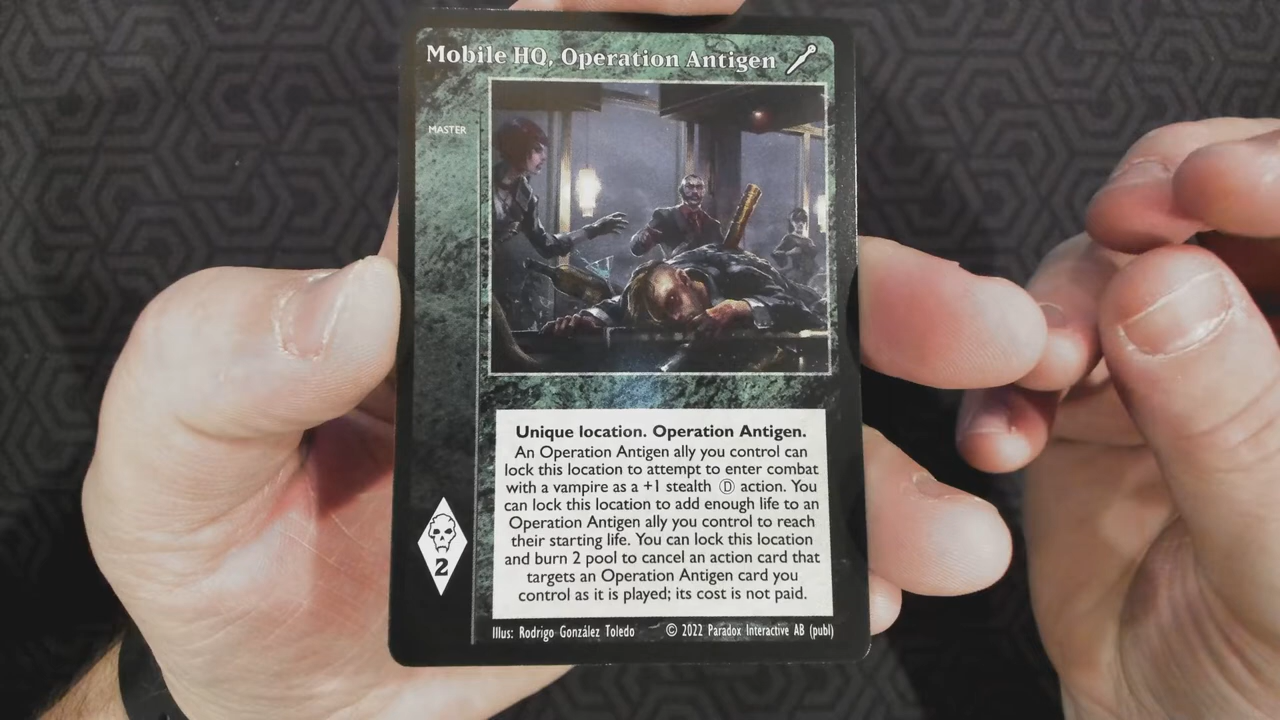 Mobile HQ, Operation Antigen
MASTER
Unique location. Operation Antigen.
An Operation Antigen ally you control can
lock this location to attempt to enter combat
with a vampire as a +1 stealth Ⓓ action. You
can lock this location to add enough life to an
Operation Antigen ally you control to reach
their starting life. You can lock this location
and burn 2 pool to cancel an action card that
targets an Operation Antigen card you
control as it is played; its cost is not paid.
2
Illus: Rodrigo González Toledo © 2022 Paradox Interactive AB (publ)